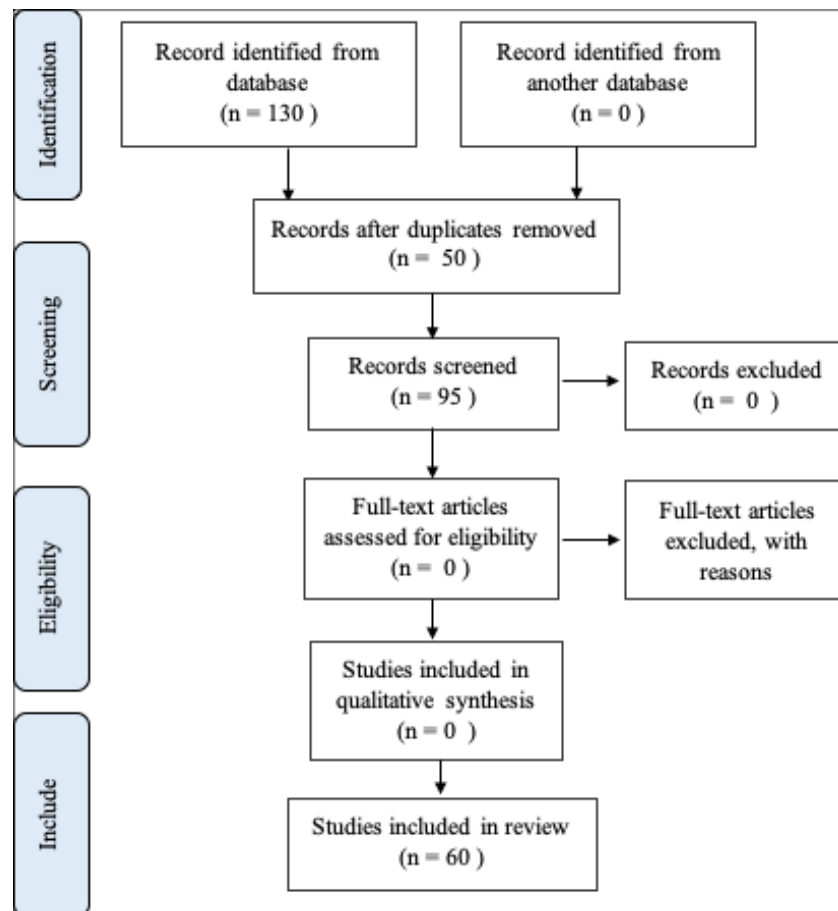 Identification
Record identified from
database
(n = 130 )
Record identified from
another database
(n = 0 )
Records after duplicates removed
(n =  50 )
Screening
Records screened
(n = 95 )
Records excluded
(n =  0  )
Eligibility
Full-text articles
assessed for eligibility
(n =  0 )
Full-text articles
excluded, with
reasons
Studies included in
qualitative synthesis
(n = 0  )
Include
Studies included in review
(n = 60 )